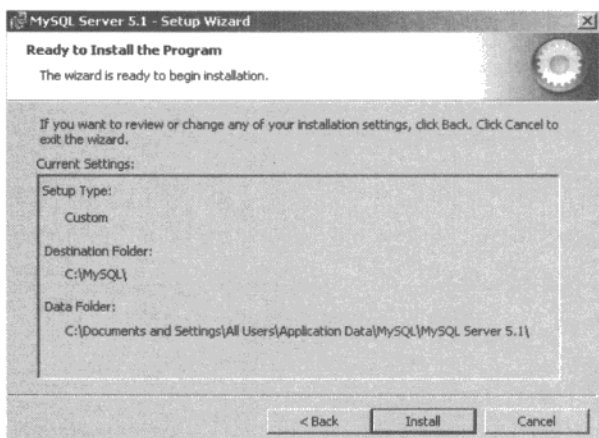 MySQL Server 5.1 - Setup Wizard
Ready to Install the Program
The wizard is ready to begin installation.
If you want to review or change any of your installation settings, click Back. Click Cancel to
exit the wizard.
Current Settings:
Setup Type:
Custom
Destination Folder:
C:\MySQL\
Data Folder:
C:\Documents and Settings\All Users\Application Data\MySQL\MySQL Server 5.1\
< Back
Install
Cancel